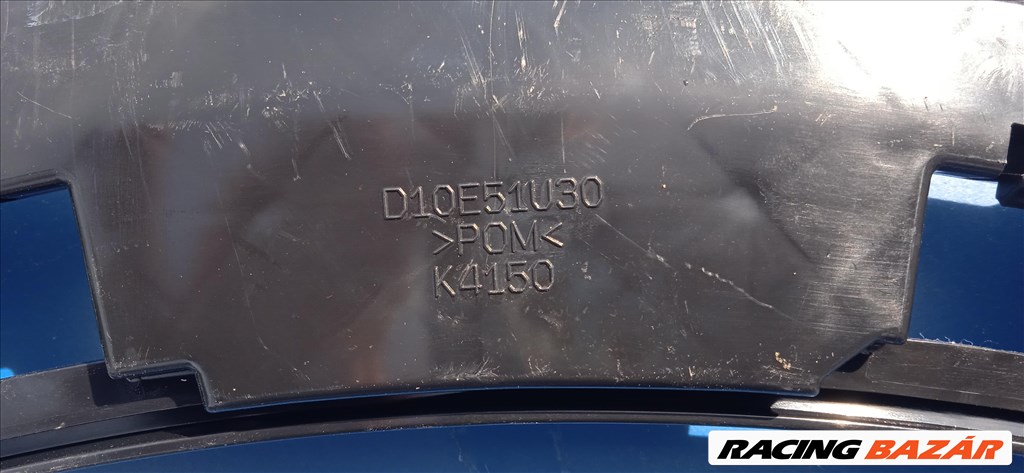 D10E51U30
>POM<
K4150
RACING BAZÁR